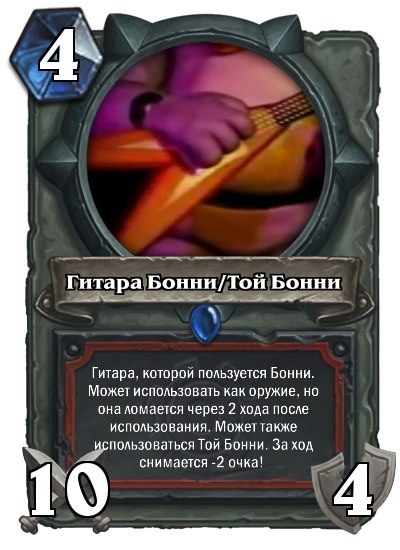 4
Гитара Бонни/Той Бонни
Гитара, которой пользуется Бонни.
Может использовать как оружие, но
она ломается через 2 хода после
использования. Может также
использоваться Той Бонни. За ход
снимается -2 очка!
10
4